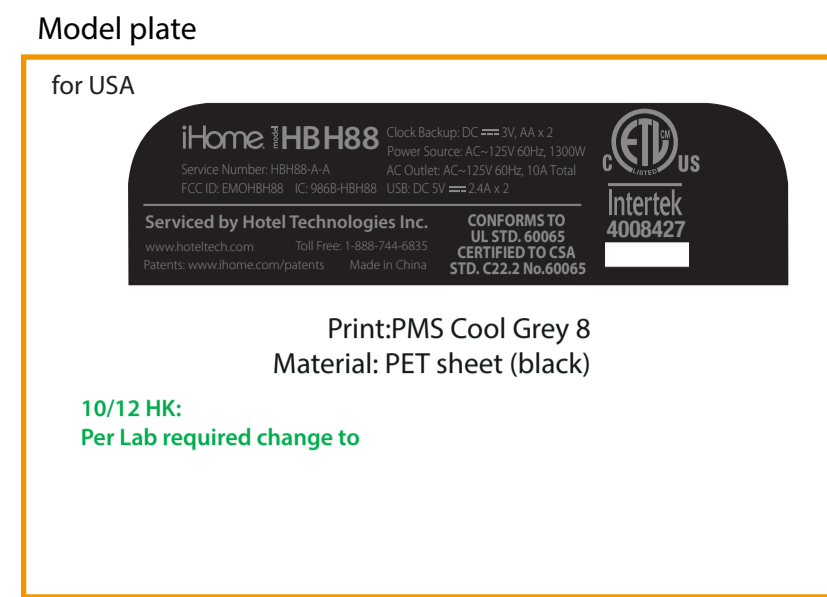 Model plate
for USA
iHome model HBH88
Clock Backup: DC 3V, AA x 2
Power Source: AC~125V 60Hz, 1300W
Service Number: HBH88-A-A
AC Outlet: AC~125V 60Hz, 10A Total
FCC ID: EMOHBH88 IC: 986B-HBH88
USB: DC 5V 2.4A x 2
Serviced by Hotel Technologies Inc.
www.hoteltech.com Toll Free: 1-888-744-6835
Patents: www.ihome.com/patents Made in China
CONFORMS TO
UL STD. 60065
CERTIFIED TO CSA
STD. C22.2 No.60065
ETL CM
LISTED
C US
Intertek
4008427
Print:PMS Cool Grey 8
Material: PET sheet (black)
10/12 HK:
Per Lab required change to